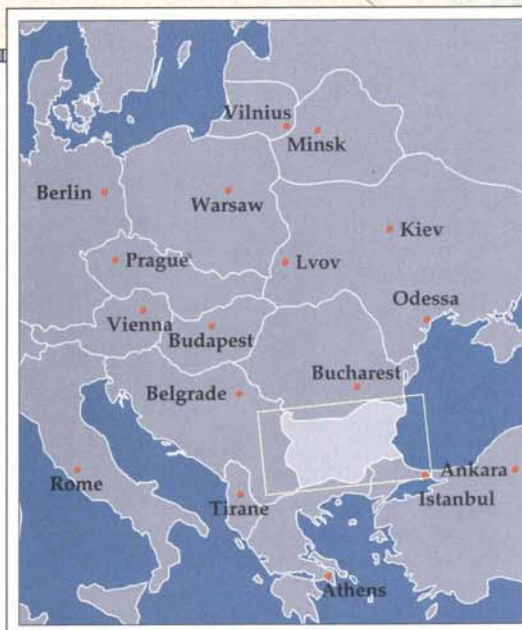 Vilnius
Minsk
Berlin
Warsaw
Kiev
Prague
Lvov
Odessa
Vienna
Budapest
Bucharest
Belgrade
Ankara
Rome
Istanbul
Tirane
Athens